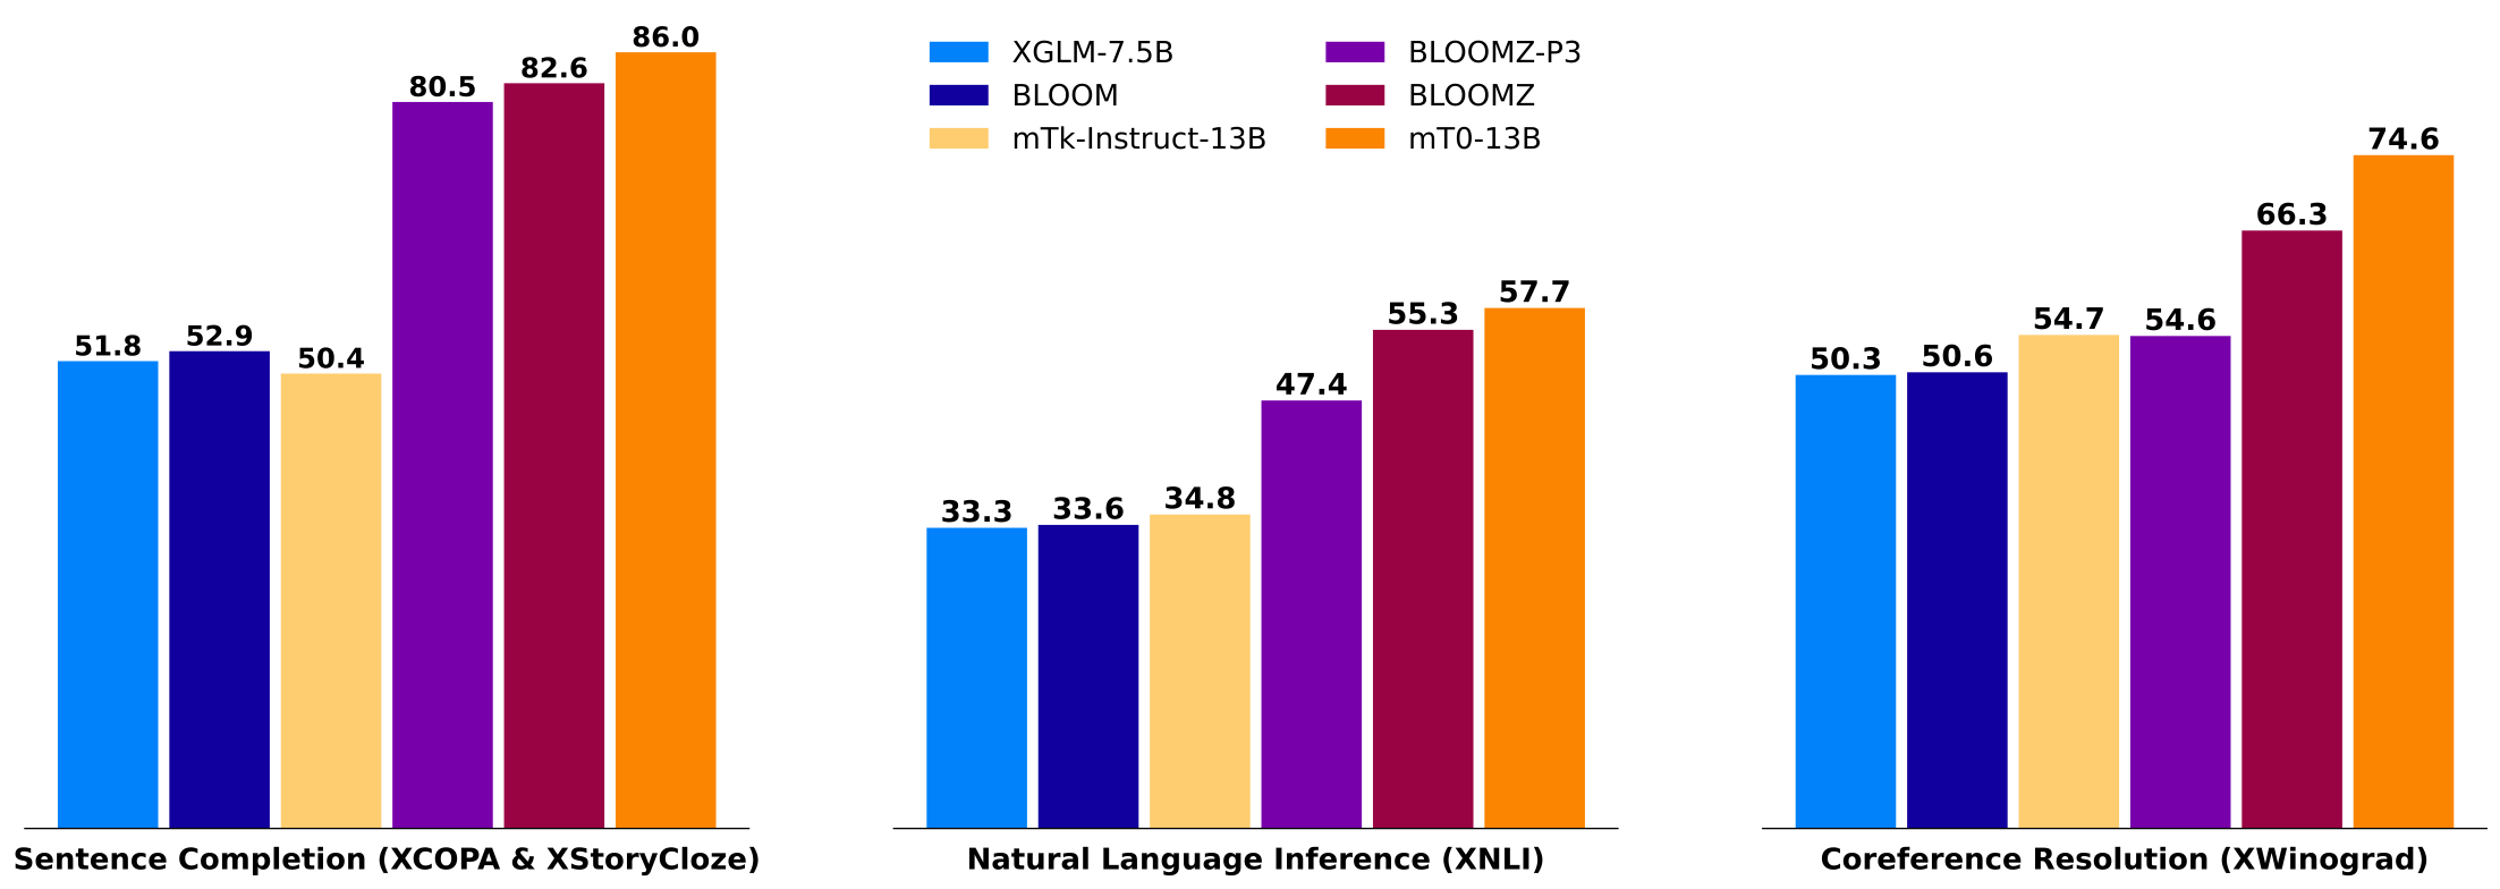 86.0
82.6
80.5
51.8
52.9
50.4
Sentence Completion (XCOPA & XStoryCloze)
XGLM-7.5B
BLOOM
mTk-Instruct-13B
BLOOMZ-P3
BLOOMZ
mT0-13B
33.3
33.6
34.8
47.4
55.3
57.7
Natural Language Inference (XNLI)
50.3
50.6
54.7
54.6
66.3
74.6
Coreference Resolution (XWinograd)